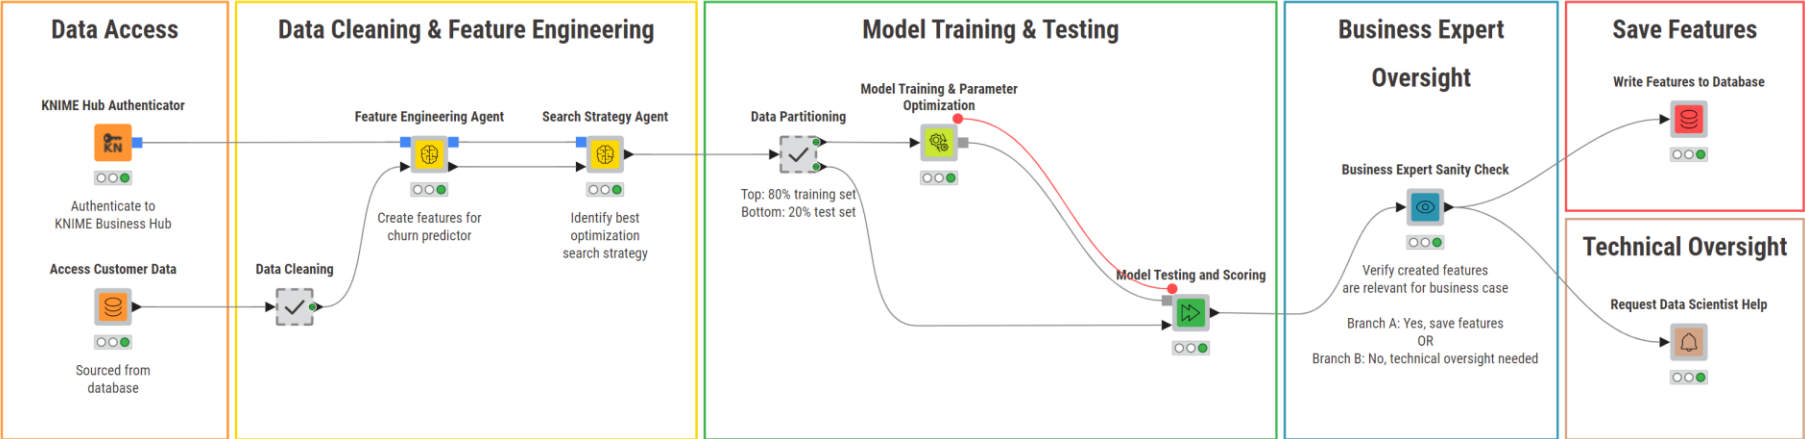 Data Access
KNIME Hub Authenticator
KN
Authenticate to
KNIME Business Hub
Access Customer Data
Sourced from
database
Data Cleaning & Feature Engineering
Feature Engineering Agent
Create features for
churn predictor
Search Strategy Agent
Identify best
optimization
search strategy
Data Cleaning
Model Training & Testing
Data Partitioning
Top: 80% training set
Bottom: 20% test set
Model Training & Parameter
Optimization
Model Testing and Scoring
Business Expert
Oversight
Business Expert Sanity Check
Verify created features
are relevant for business case
Branch A: Yes, save features
OR
Branch B: No, technical oversight needed
Save Features
Write Features to Database
Technical Oversight
Request Data Scientist Help